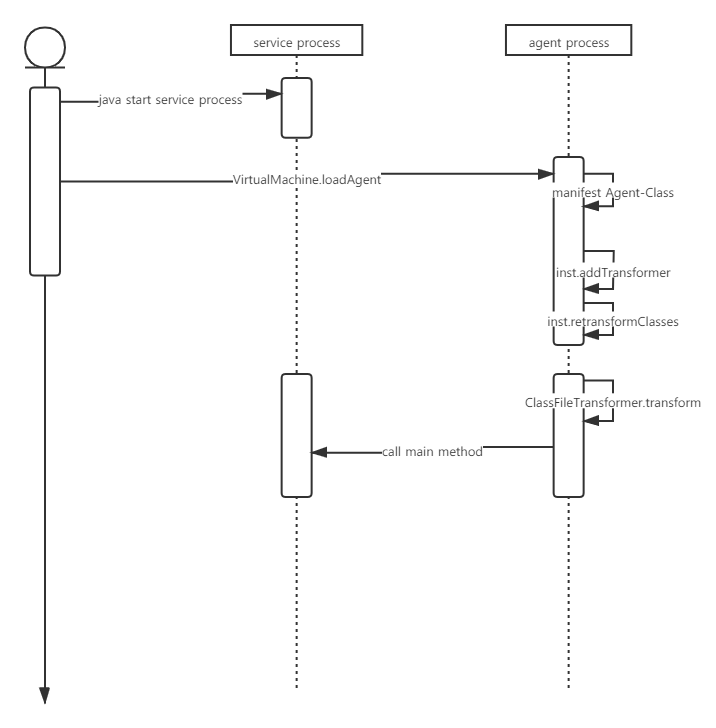 service process
agent process
java start service process
VirtualMachine.loadAgent
manifest Agent-Class
inst.addTransformer
inst.retransformClasses
ClassFileTransformer.transform
call main method